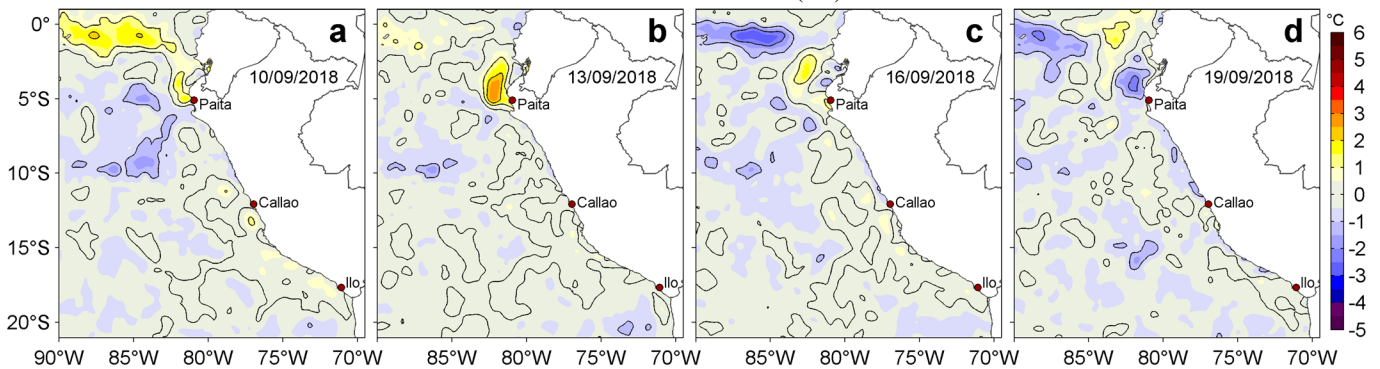 a
b
c
d
°C
10/09/2018
13/09/2018
16/09/2018
19/09/2018
0°
5°S
10°S
15°S
20°S
Paita
Callao
Ilo
Paita
Callao
Ilo
Paita
Callao
Ilo
Paita
Callao
Ilo
90°W 85°W 80°W 75°W 70°W
85°W 80°W 75°W 70°W
85°W 80°W 75°W 70°W
85°W 80°W 75°W 70°W
6
5
4
3
2
1
0
-1
-2
-3
-4
-5